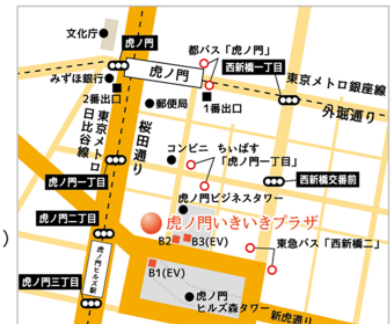 文化庁
虎ノ門
都バス「虎ノ門」
西新橋一丁目
みずほ銀行
虎ノ門
東京メトロ銀座線
2番出口
1番出口
外堀通り
郵便局
東京メトロ
日比谷線
桜田通り
コンビニ
ちぃばす
「虎ノ門一丁目」
虎ノ門一丁目
西新橋交番前
虎ノ門ビジネスタワー
虎ノ門二丁目
虎ノ門いきいきプラザ
)
B2
B3(EV)
東急バス「西新橋二」
虎ノ門ヒルズ駅
B1(EV)
虎ノ門三丁目
虎ノ門
ヒルズ森タワー
新虎通り